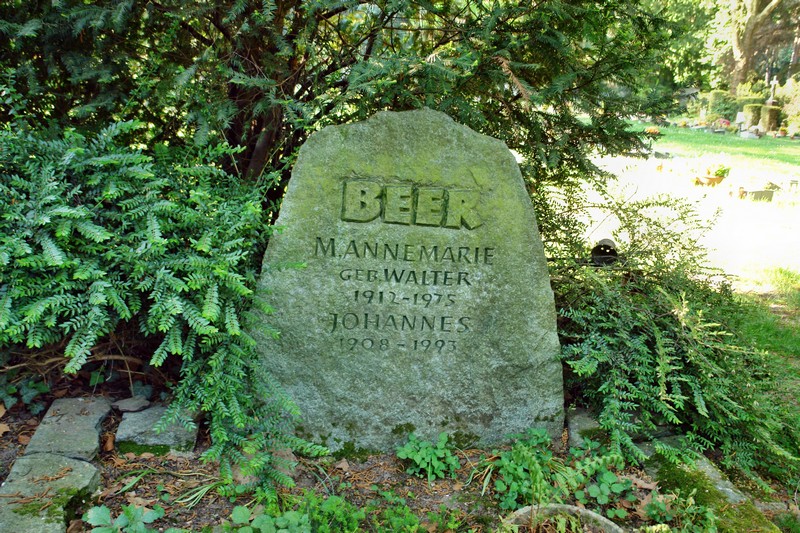 BEER
M. ANNEMARIE
GEB. WALTER
1912-1975
JOHANNES
1908-1993